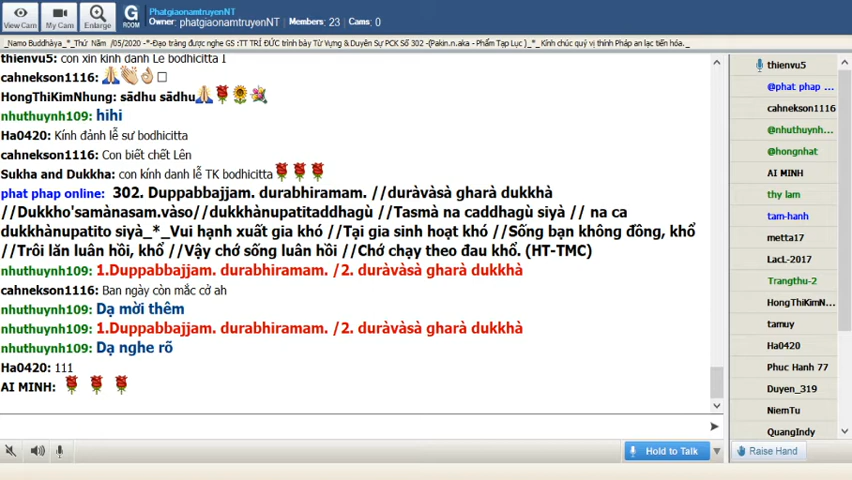 View Cam
My Cam
Enlarge
G
ROOM
PhatgiaonamtruyenNT
Owner: phatgiaonamtruyenNT Members: 23 Cams: 0
_Namo Buddhàya_*_Thứ Năm /05/2020 -*-Đạo tràng được nghe GS :TT TRÍ ĐỨC trình bày Từ Vựng & Duyên Sự PCK Số 302 -(Pakin.n.aka - Phẩm Tạp Lục )_*_ Kính chúc quý vị thính Pháp an lạc tiến hóa._
thienvu5: con xin kính danh Le bodhicitta I
cahnekson1116:
HongThiKimNhung: sādhu sādhu
nhuthuynh109: hihi
Ha0420: Kính đảnh lễ sư bodhicitta
cahnekson1116: Con biết chết Lên
Sukha and Dukkha: con kính danh lễ TK bodhicitta
phat phap online: 302. Duppabbajjam. durabhiramam. //duràvàsà gharà dukkhà
//Dukkho'samànasam.vàso//dukkhànupatitaddhagù //Tasmà na caddhagù siyà // na ca
dukkhànupatito siyà_*_Vui hạnh xuất gia khó //Tại gia sinh hoạt khó //Sống bạn không đồng, khổ
//Trôi lăn luân hồi, khổ //Vậy chớ sống luân hồi //Chớ chạy theo đau khổ. (HT-TMC)
nhuthuynh109: 1.Duppabbajjam. durabhiramam. /2. duràvàsà gharà dukkhà
cahnekson1116: Ban ngày còn mắc cở ah
nhuthuynh109: Dạ mời thêm
nhuthuynh109: 1.Duppabbajjam. durabhiramam. /2. duràvàsà gharà dukkhà
nhuthuynh109: Dạ nghe rõ
Ha0420: 111
AI MINH:
thienvu5
@phat phap ...
cahnekson1116
@nhuthuynh...
@hongnhat
AI MINH
thy lam
tam-hanh
metta17
LacL-2017
Trangthu-2
HongThiKimN...
tamuy
Ha0420
Phuc Hanh 77
Duyen_319
NiemTu
QuangIndy
Hold to Talk
Raise Hand